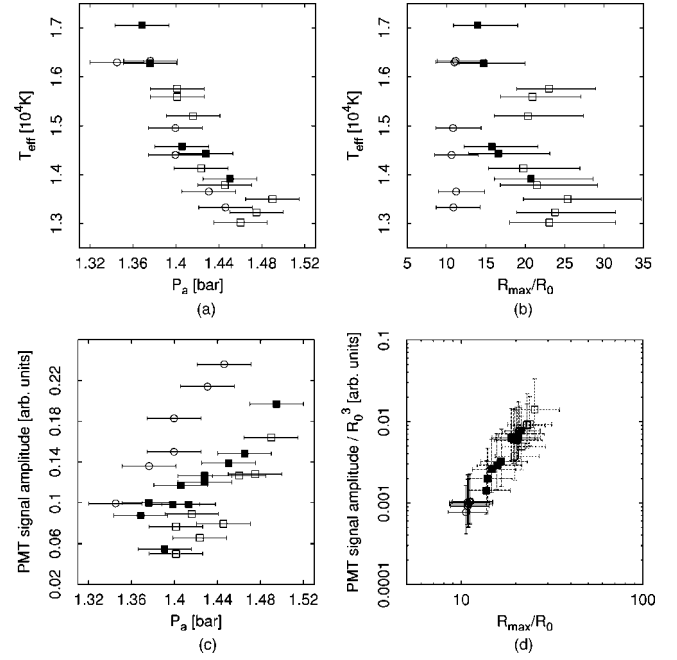 1.7
1.6
1.5
1.4
1.3
T_eff [10^4K]
1.32 1.36 1.4 1.44 1.48 1.52
P_a [bar]
(a)
1.7
1.6
1.5
1.4
1.3
T_eff [10^4K]
5 10 15 20 25 30 35
R_max/R_0
(b)
0.22
0.18
0.14
0.1
0.06
0.02
PMT signal amplitude [arb. units]
1.32 1.36 1.4 1.44 1.48 1.52
P_a [bar]
(c)
0.1
0.01
0.001
0.0001
PMT signal amplitude / R_0^3 [arb. units]
10 100
R_max/R_0
(d)